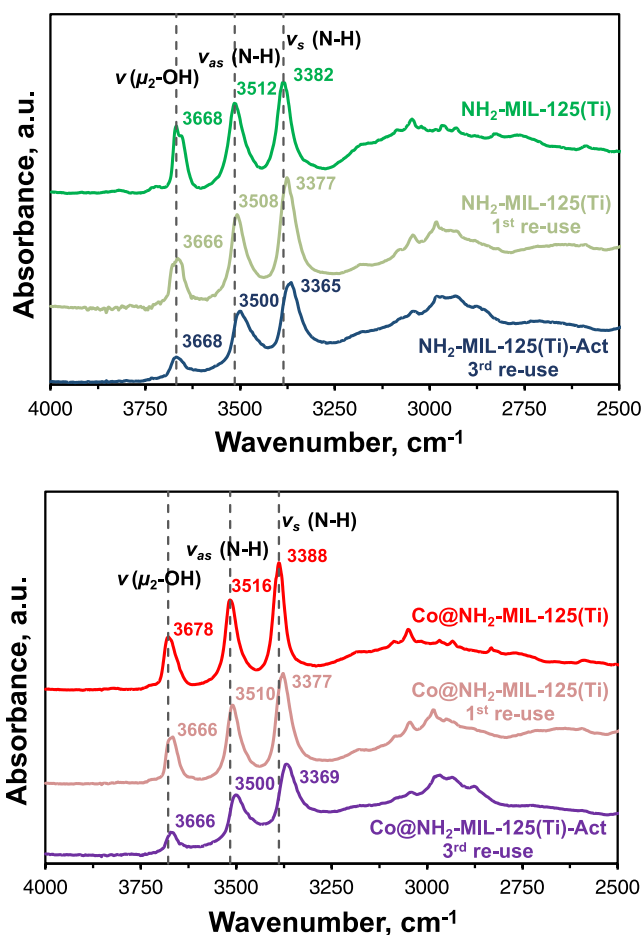 ν_s (N-H)
ν_as (N-H)
ν (μ₂-OH)
3382
3512
3668
NH₂-MIL-125(Ti)
3377
3508
3666
NH₂-MIL-125(Ti)
1st re-use
3365
3500
3668
NH₂-MIL-125(Ti)-Act
3rd re-use
Absorbance, a.u.
4000 3750 3500 3250 3000 2750 2500
Wavenumber, cm⁻¹
ν_s (N-H)
ν_as (N-H)
ν (μ₂-OH)
3388
3516
3678
Co@NH₂-MIL-125(Ti)
3377
3510
3666
Co@NH₂-MIL-125(Ti)
1st re-use
3369
3500
3666
Co@NH₂-MIL-125(Ti)-Act
3rd re-use
Absorbance, a.u.
4000 3750 3500 3250 3000 2750 2500
Wavenumber, cm⁻¹